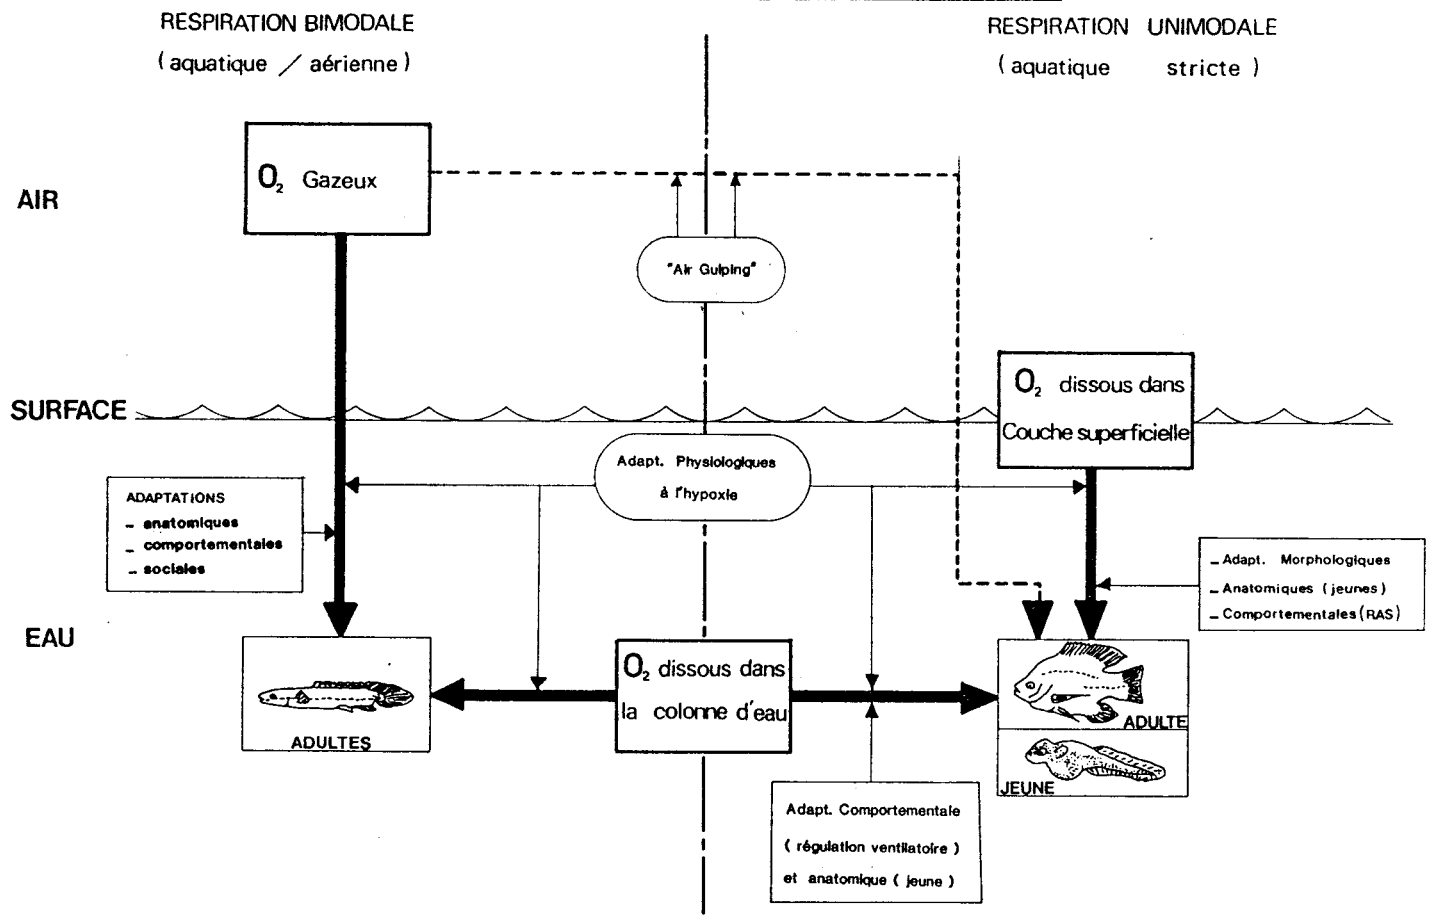 RESPIRATION BIMODALE
( aquatique / aérienne )
RESPIRATION UNIMODALE
( aquatique stricte )
AIR
O₂ Gazeux
"Air Gulping"
SURFACE
O₂ dissous dans
Couche superficielle
Adapt. Physiologiques
à l'hypoxie
ADAPTATIONS
- anatomiques
- comportementales
- sociales
- Adapt. Morphologiques
- Anatomiques ( jeunes )
- Comportementales (RAS)
EAU
O₂ dissous dans
la colonne d'eau
ADULTES
ADULTE
JEUNE
Adapt. Comportementale
( régulation ventilatoire )
et anatomique ( jeune )